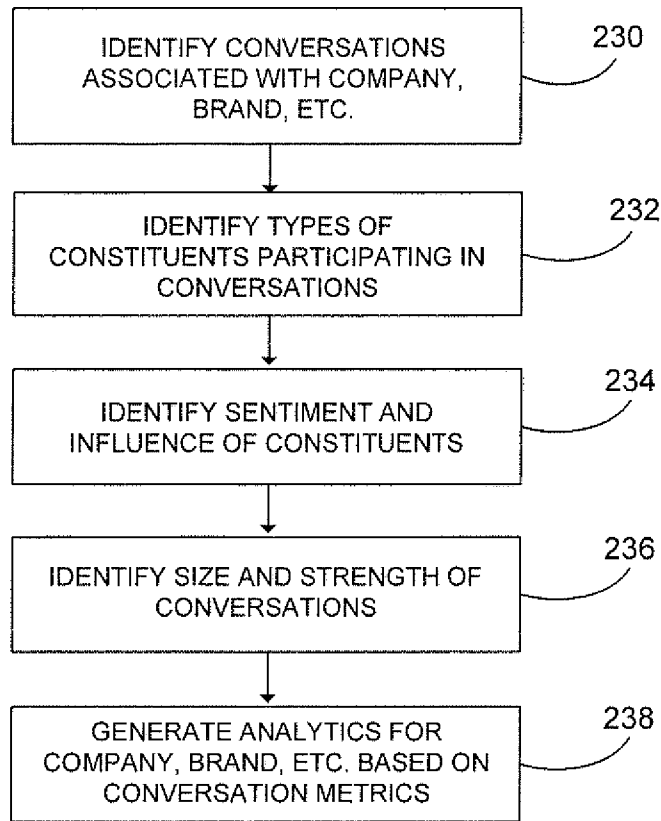 IDENTIFY CONVERSATIONS
ASSOCIATED WITH COMPANY,
BRAND, ETC.
230
IDENTIFY TYPES OF
CONSTITUENTS PARTICIPATING IN
CONVERSATIONS
232
IDENTIFY SENTIMENT AND
INFLUENCE OF CONSTITUENTS
234
IDENTIFY SIZE AND STRENGTH OF
CONVERSATIONS
236
GENERATE ANALYTICS FOR
COMPANY, BRAND, ETC. BASED ON
CONVERSATION METRICS
238